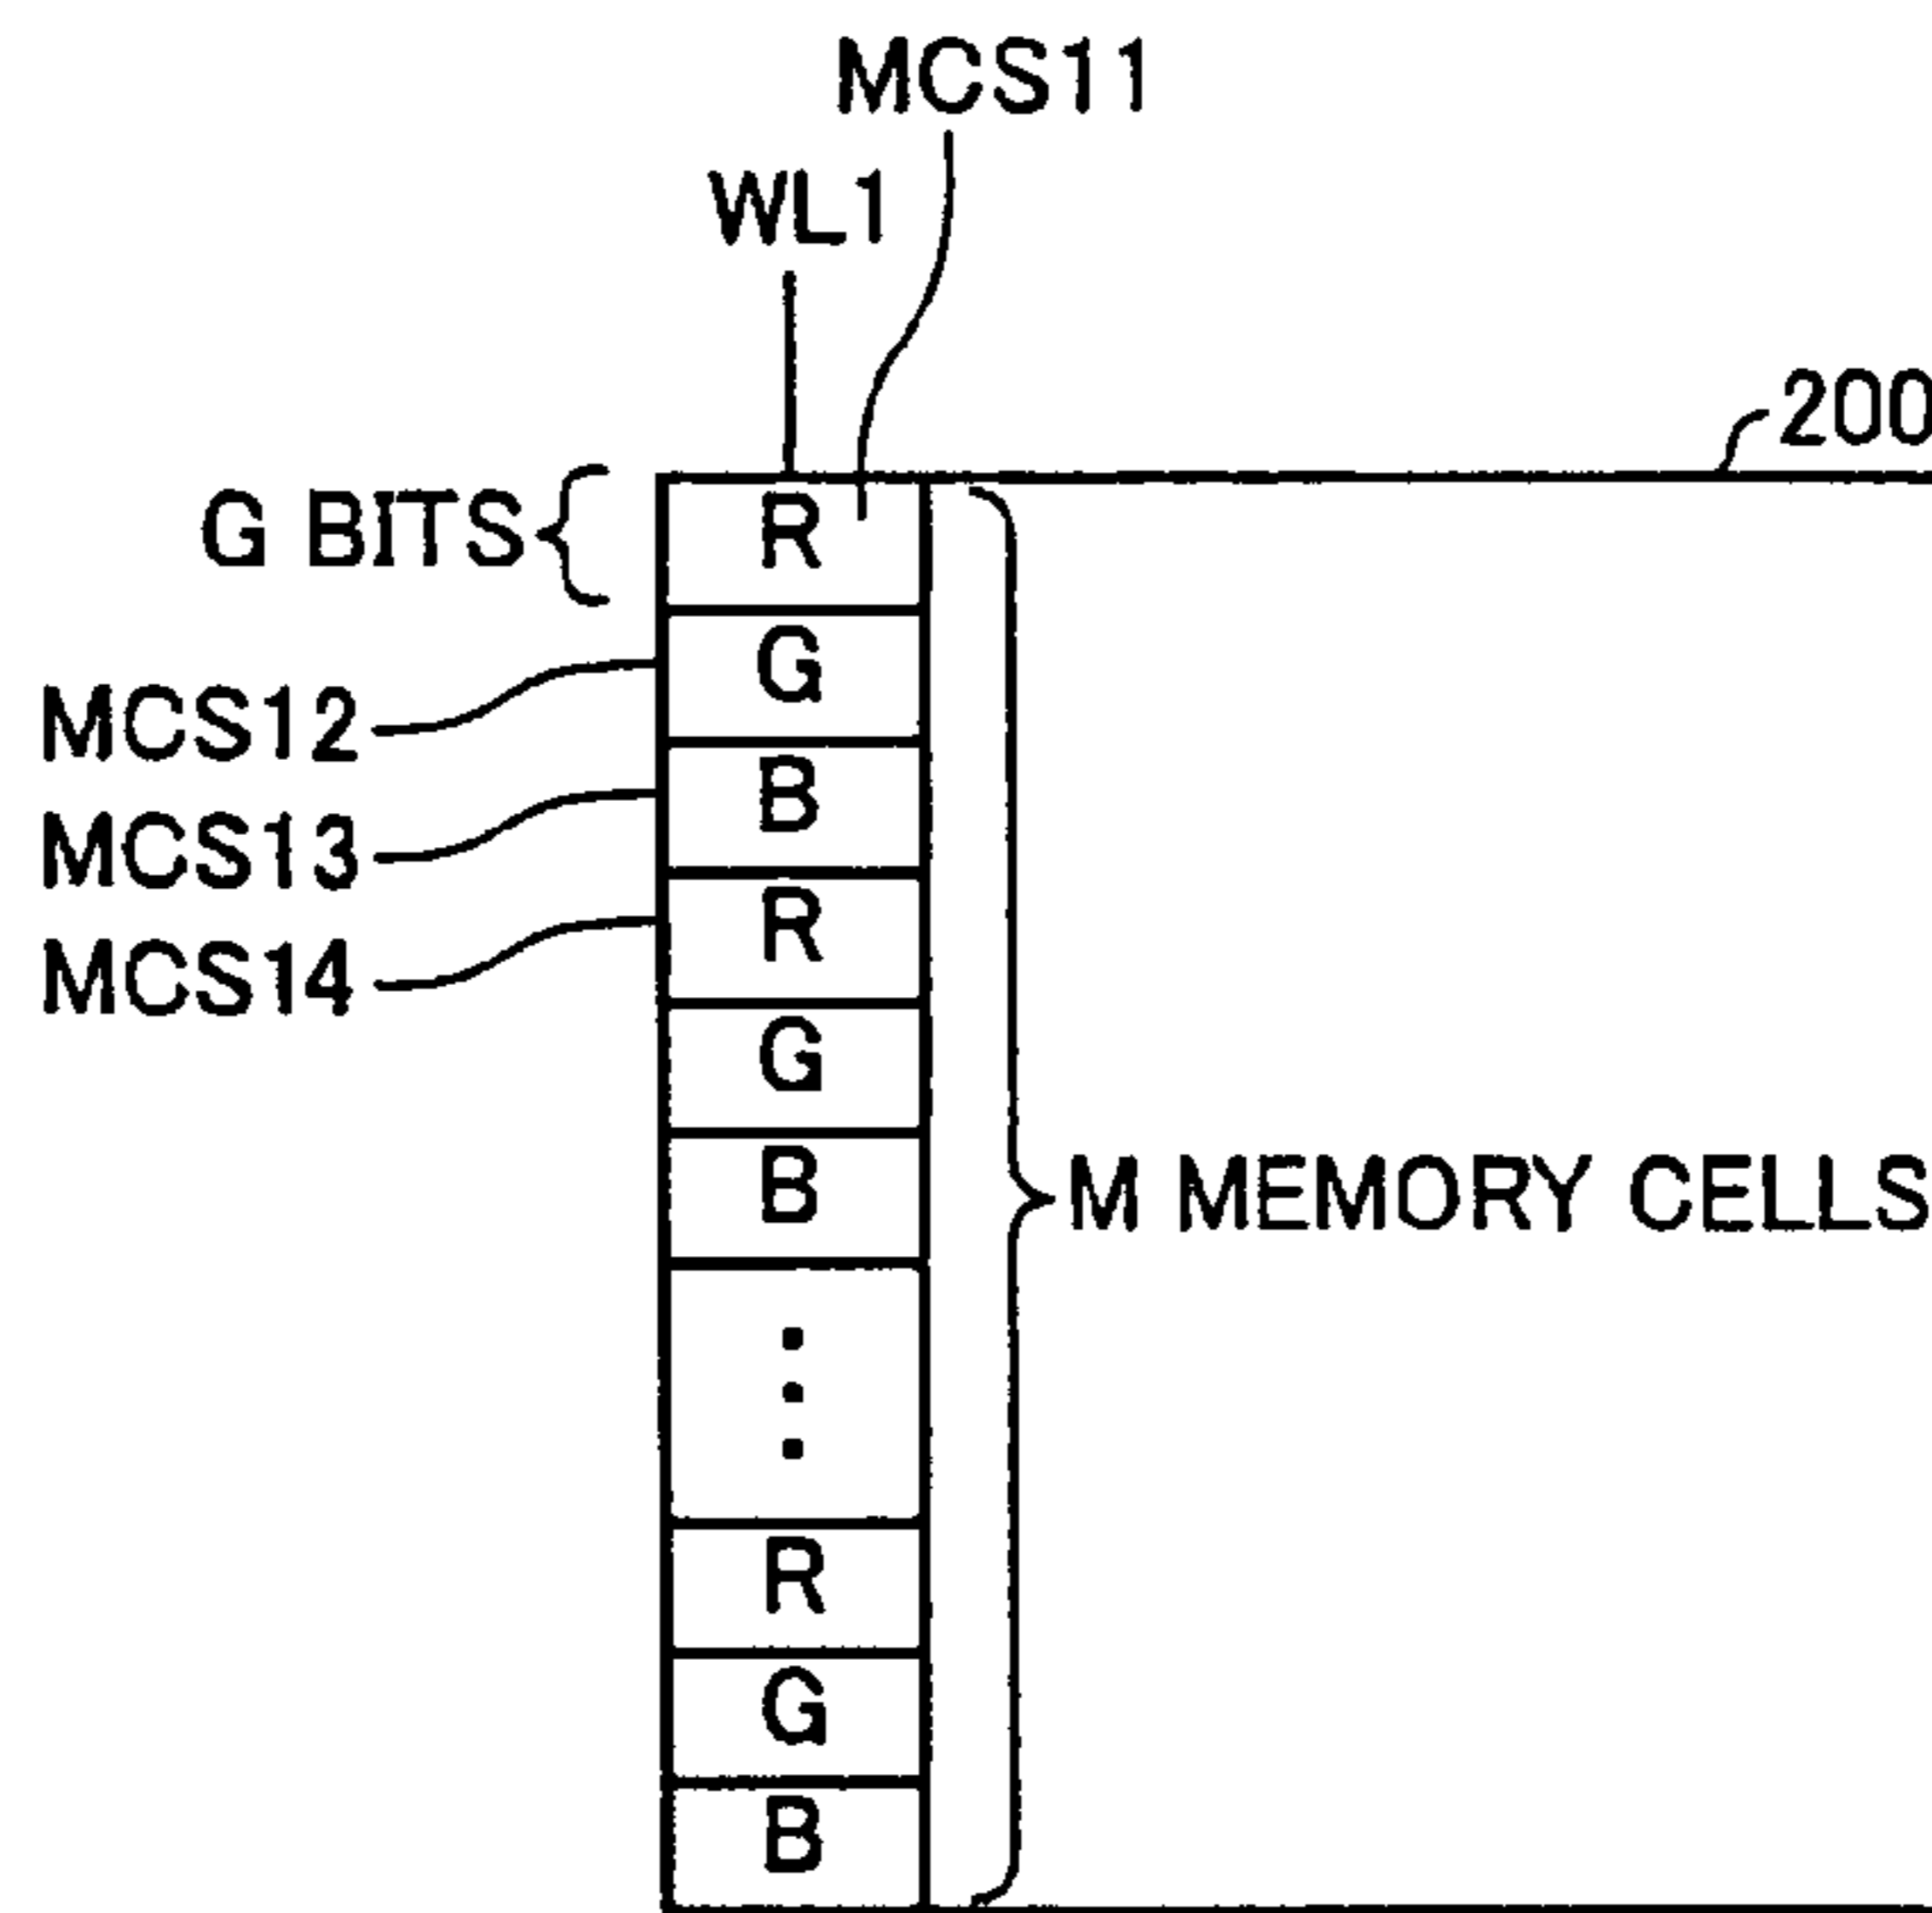 MCS11
WL1
200
G BITS
R
MCS12
G
MCS13
B
MCS14
R
G
B
M MEMORY CELLS
R
G
B